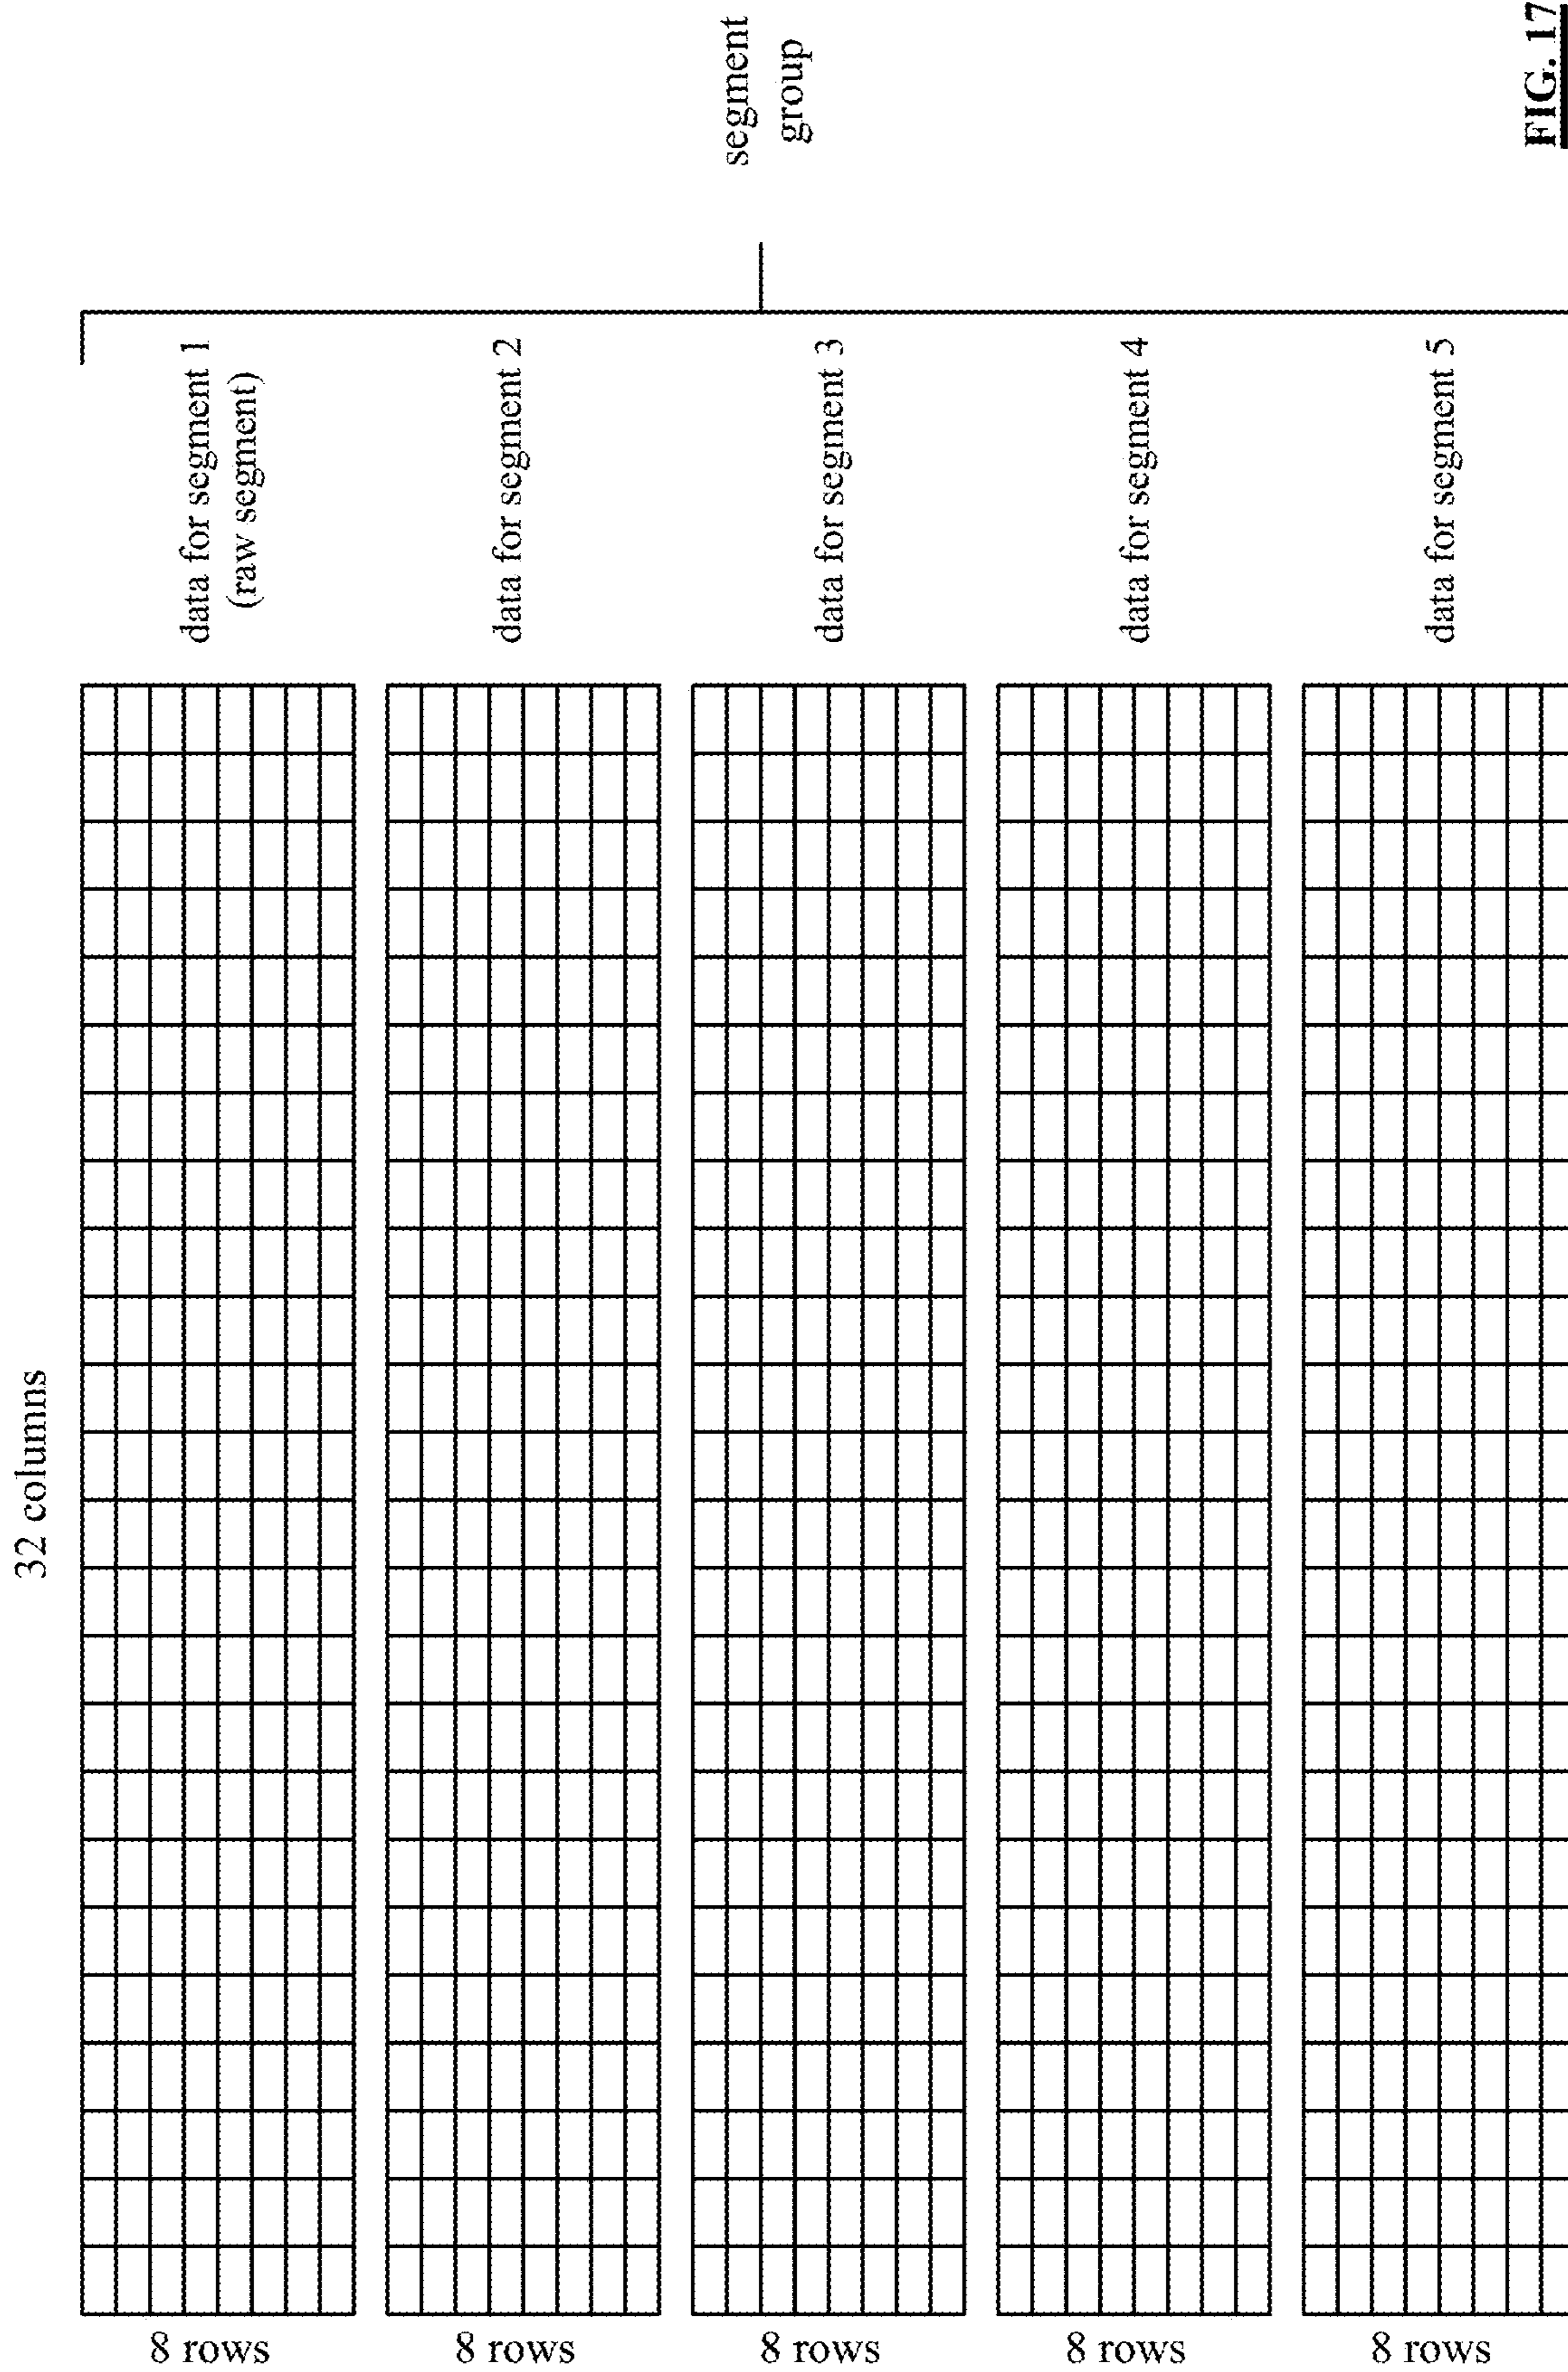 32 columns
8 rows
data for segment 1
(raw segment)
8 rows
data for segment 2
8 rows
data for segment 3
8 rows
data for segment 4
8 rows
data for segment 5
segment
group
FIG. 17